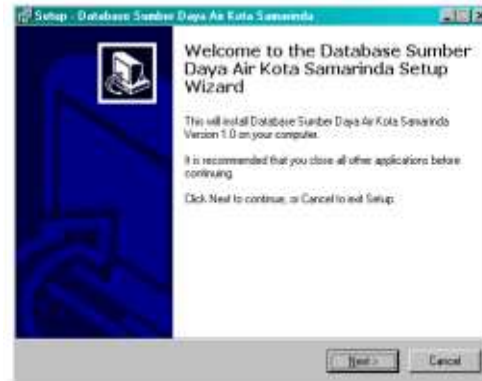 Setup - Database Sumber Daya Air Kota Samarinda
Welcome to the Database Sumber
Daya Air Kota Samarinda Setup
Wizard
This will install Database Sumber Daya Air Kota Samarinda
Version 1.0 on your computer.
It is recommended that you close all other applications before
continuing.
Click Next to continue, or Cancel to exit Setup.
Next >
Cancel